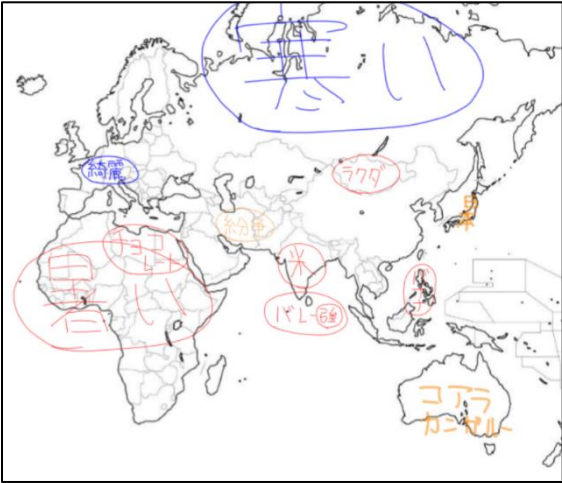 寒い
綺麗
ラクダ
日本
紛争
チョコ
レート
暑い
米
バレー強
コアラ
カンガルー